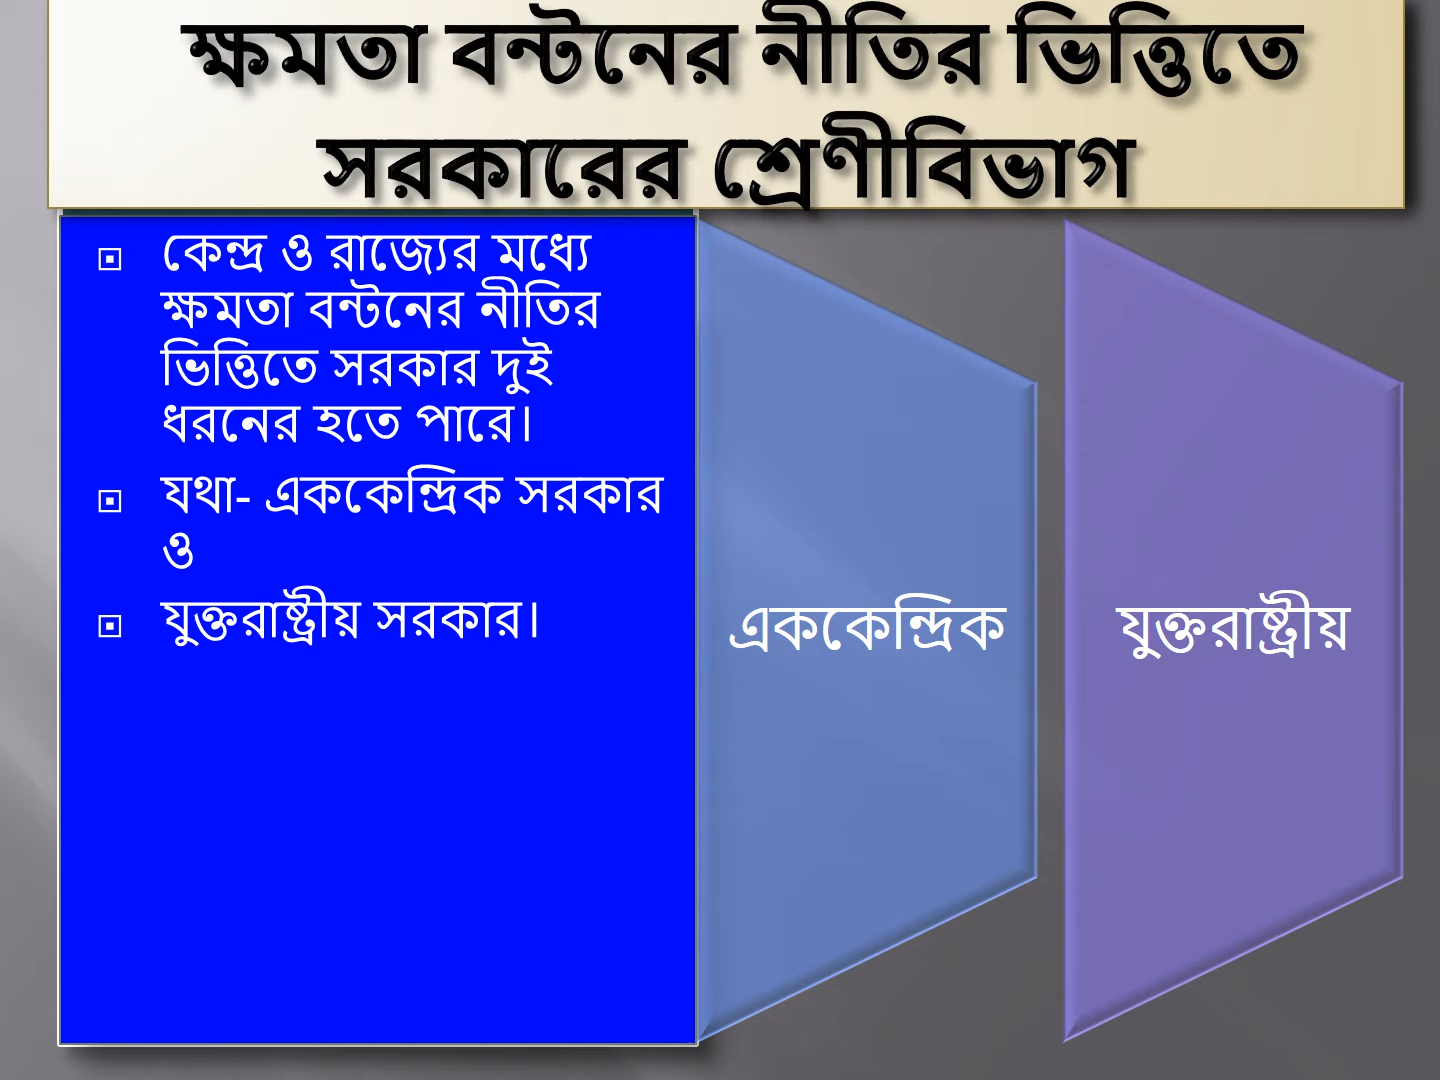 ক্ষমতা বন্টনের নীতির ভিত্তিতে
সরকারের শ্রেণীবিভাগ
কেন্দ্র ও রাজ্যের মধ্যে
ক্ষমতা বন্টনের নীতির
ভিত্তিতে সরকার দুই
ধরনের হতে পারে।
যথা- এককেন্দ্রিক সরকার
ও
যুক্তরাষ্ট্রীয় সরকার।
এককেন্দ্রিক
যুক্তরাষ্ট্রীয়